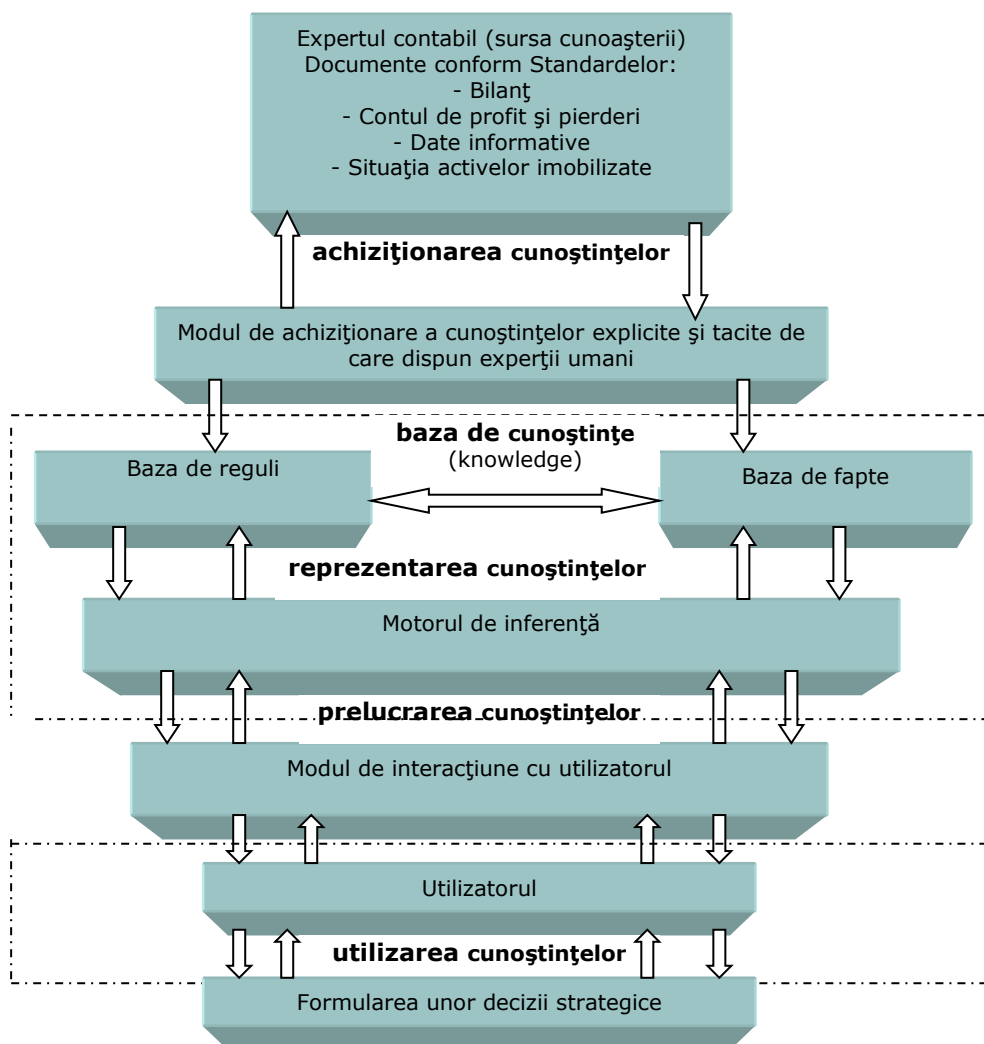 Expertul contabil (sursa cunoaşterii)
Documente conform Standardelor:
- Bilanţ
- Contul de profit şi pierderi
- Date informative
- Situaţia activelor imobilizate
achiziţionarea cunoştinţelor
Modul de achiziţionare a cunoştinţelor explicite şi tacite de
care dispun experţii umani
baza de cunoştinţe
(knowledge)
Baza de reguli
Baza de fapte
reprezentarea cunoştinţelor
Motorul de inferenţă
prelucrarea cunoştinţelor
Modul de interacţiune cu utilizatorul
Utilizatorul
utilizarea cunoştinţelor
Formularea unor decizii strategice